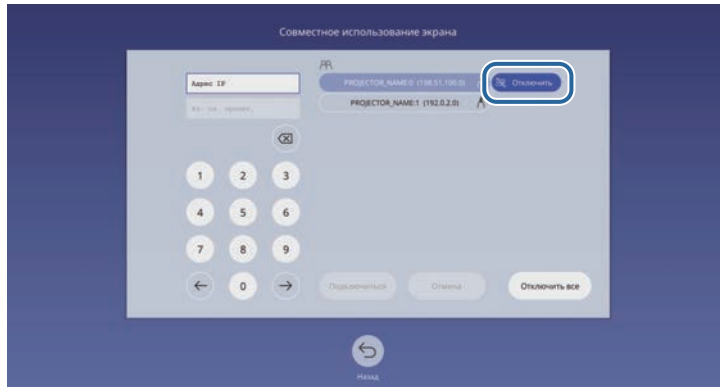 Совместное использование экрана
Адрес IP
PROJECTOR_NAME:0 (198.51.100.0)
Отключить
PROJECTOR_NAME:1 (192.0.2.0)
1 2 3
4 5 6
7 8 9
0
Подключиться
Отмена
Отключить все
Назад